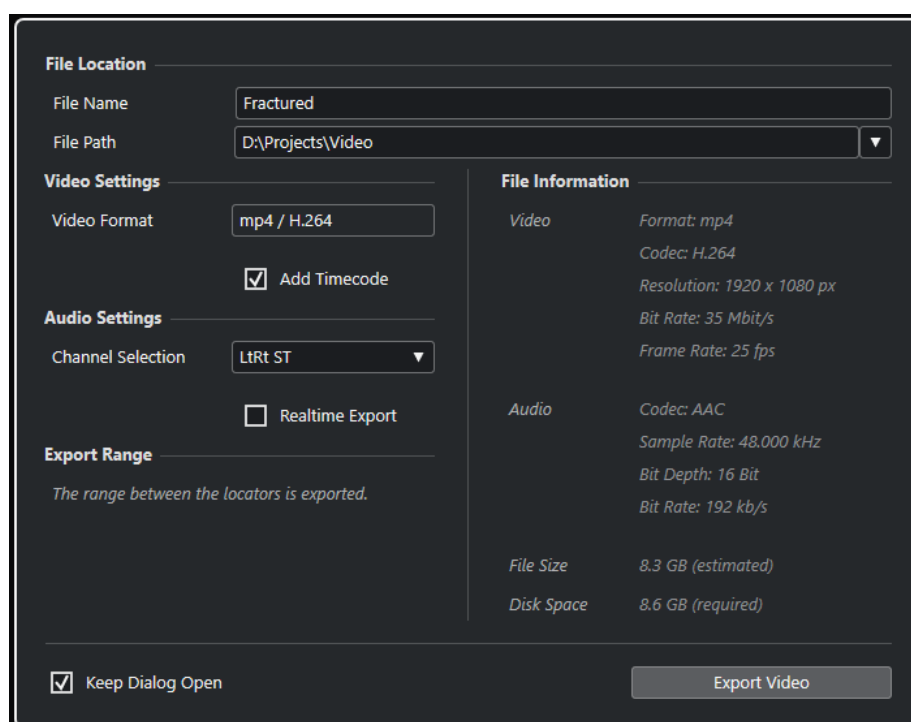 File Location
File Name
Fractured
File Path
D:\Projects\Video
Video Settings
Video Format
mp4 / H.264
Add Timecode
Audio Settings
Channel Selection
LtRt ST
Realtime Export
Export Range
The range between the locators is exported.
File Information
Video
Format: mp4
Codec: H.264
Resolution: 1920 x 1080 px
Bit Rate: 35 Mbit/s
Frame Rate: 25 fps
Audio
Codec: AAC
Sample Rate: 48.000 kHz
Bit Depth: 16 Bit
Bit Rate: 192 kb/s
File Size
8.3 GB (estimated)
Disk Space
8.6 GB (required)
Keep Dialog Open
Export Video